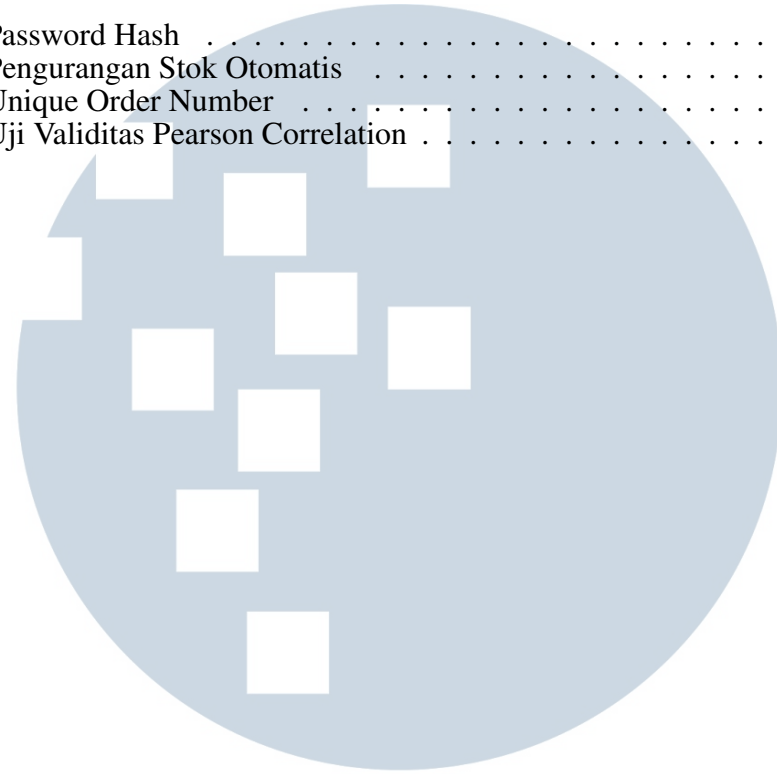 Password Hash . . . . . . . . . . . . . . . . . . . . . . . .
Pengurangan Stok Otomatis . . . . . . . . . . . . . . . . .
Unique Order Number . . . . . . . . . . . . . . . . . . . .
Uji Validitas Pearson Correlation . . . . . . . . . . . . . . .